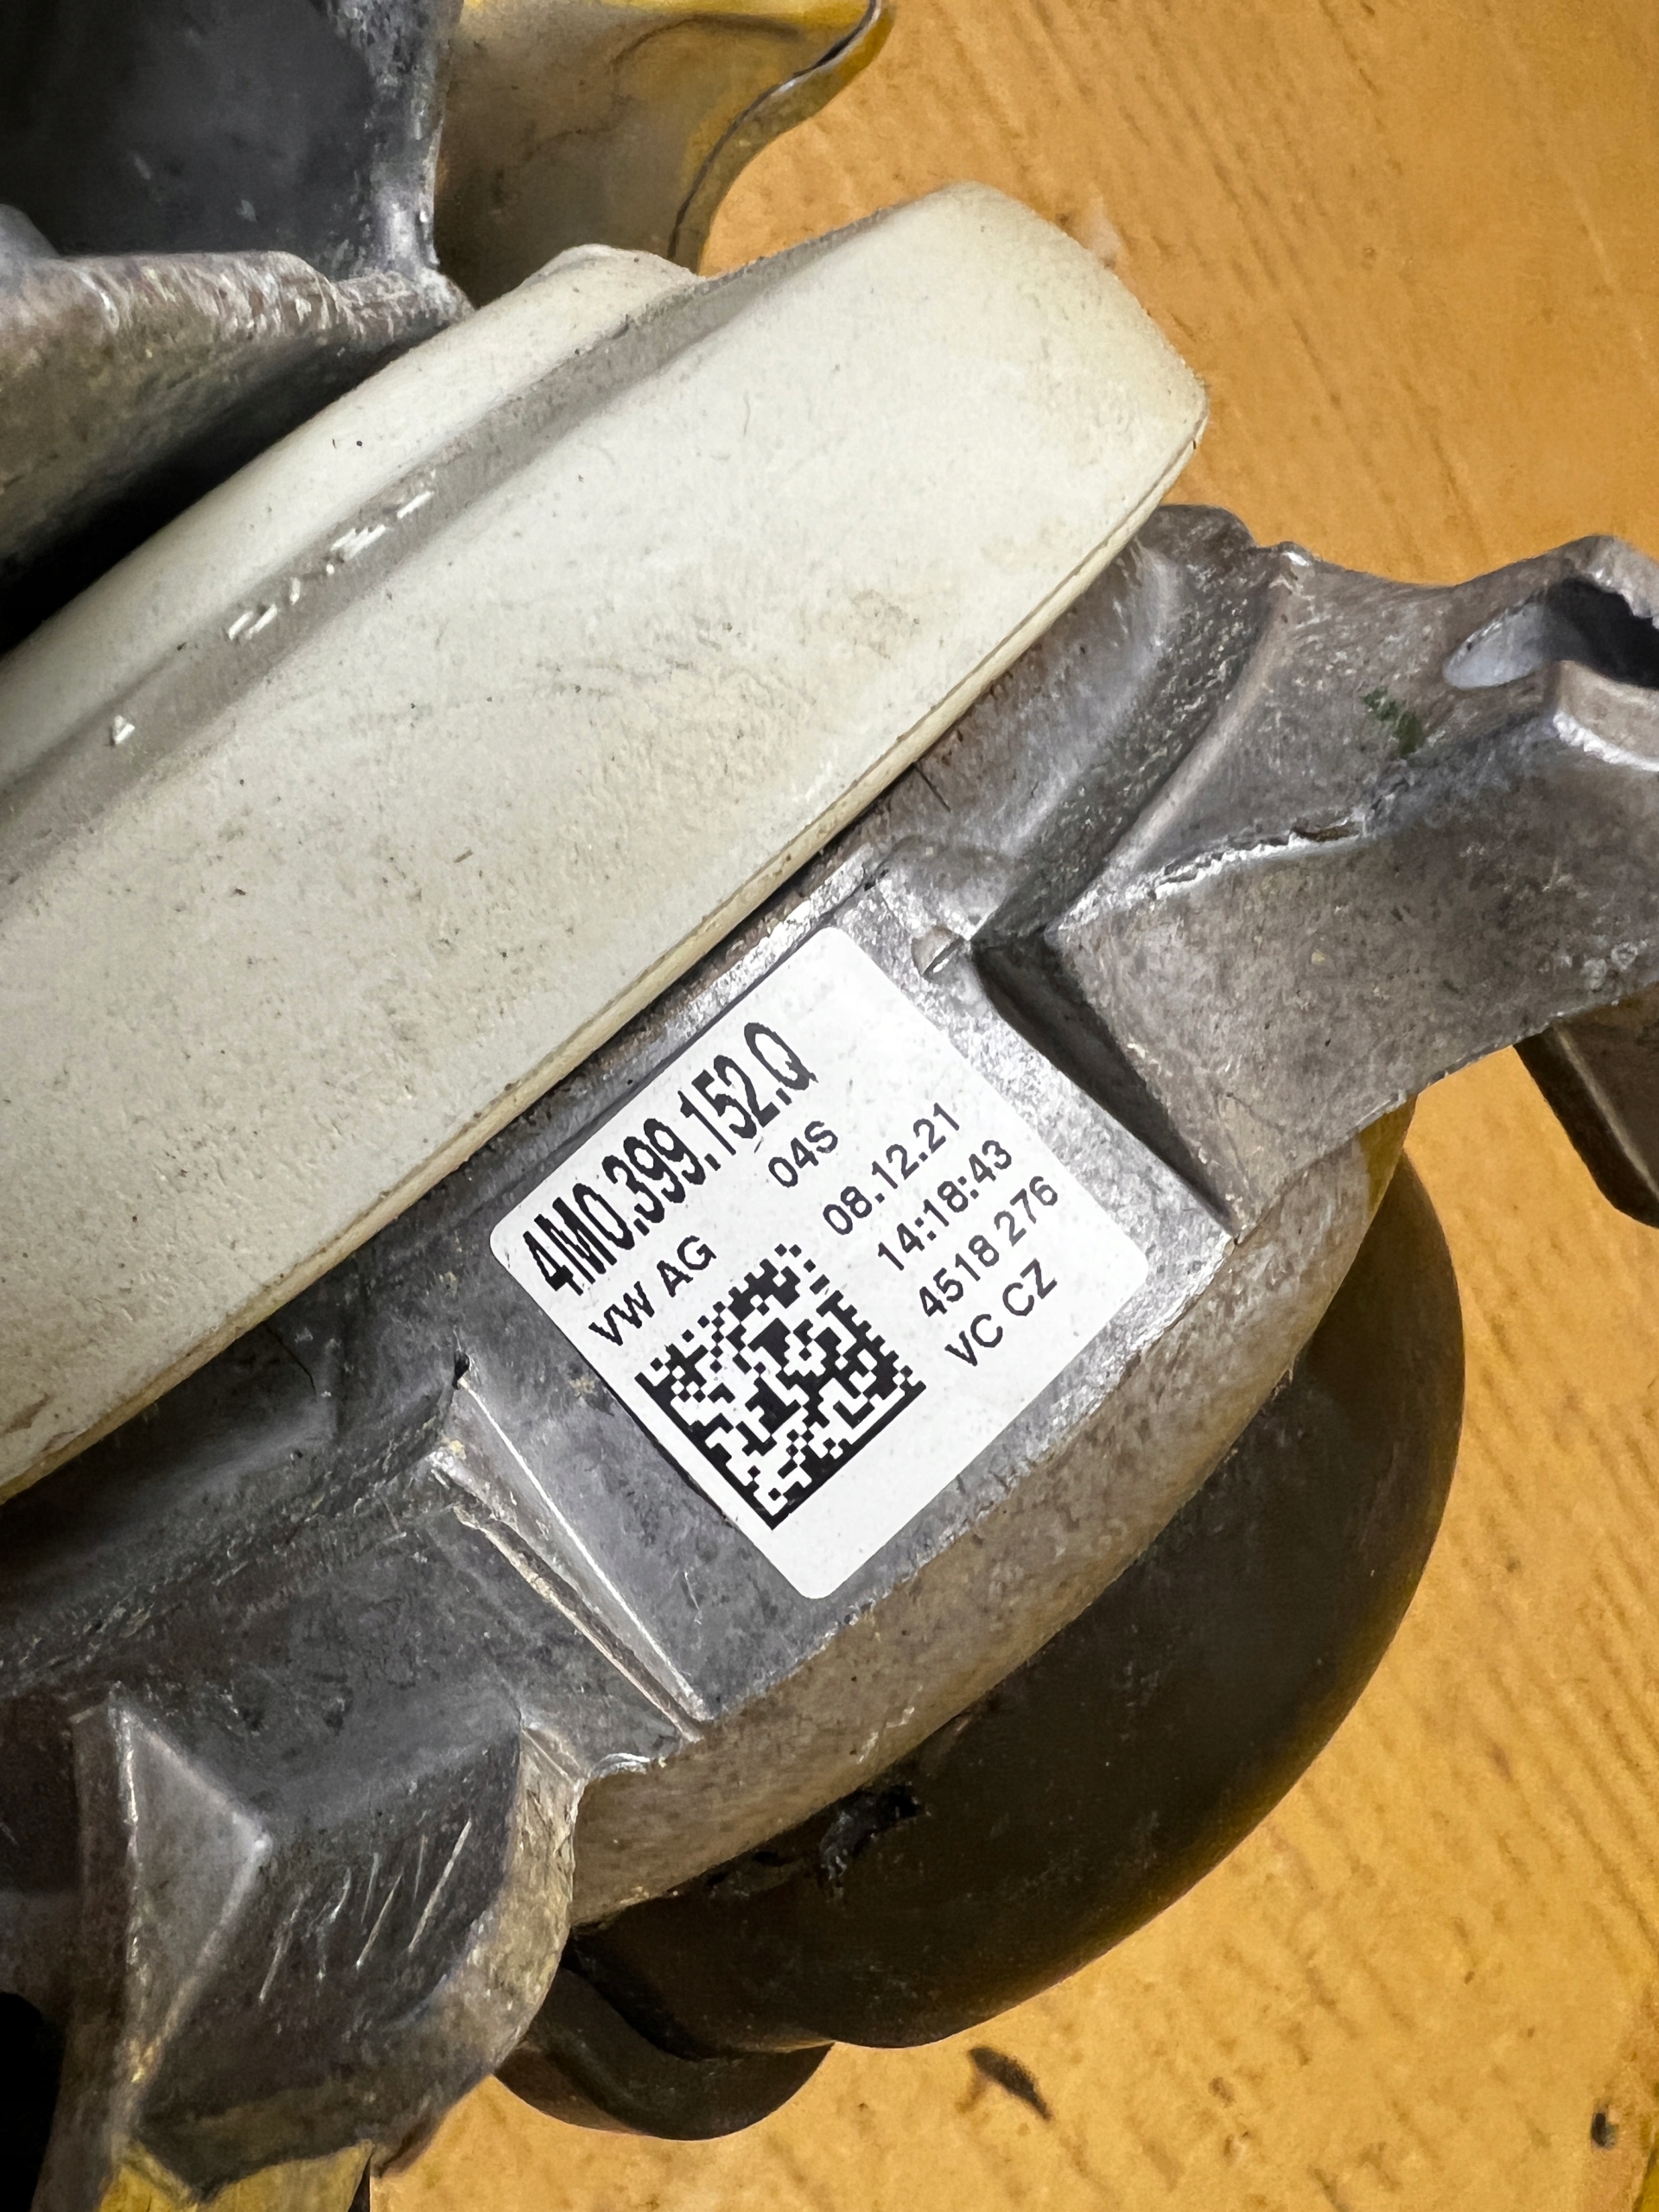 4M0.399.152.Q
VW AG 04S
08.12.21
14:18:43
4518 276
VC CZ